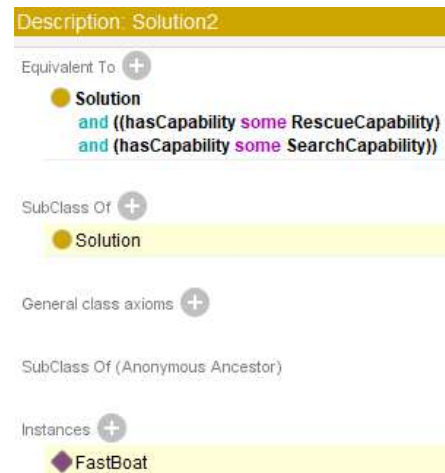 Description: Solution2
Equivalent To
Solution
and ((hasCapability some RescueCapability)
and (hasCapability some SearchCapability))
SubClass Of
Solution
General class axioms
SubClass Of (Anonymous Ancestor)
Instances
FastBoat